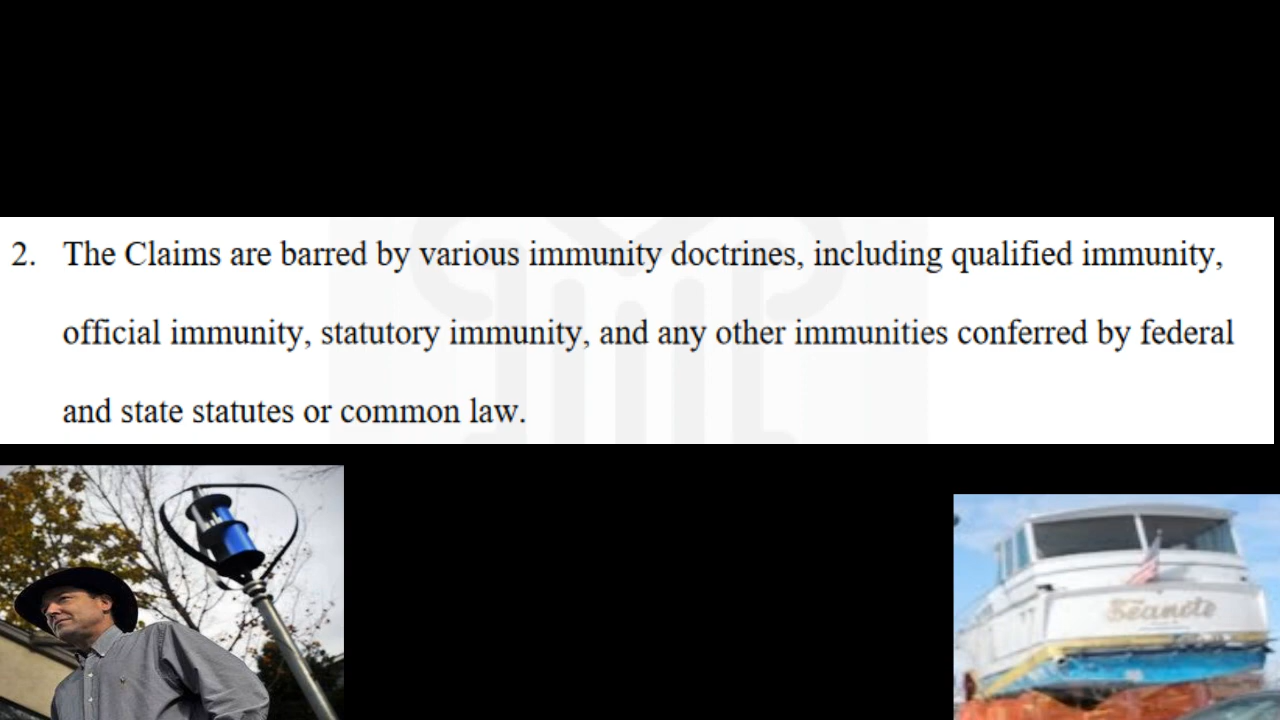 2. The Claims are barred by various immunity doctrines, including qualified immunity,
official immunity, statutory immunity, and any other immunities conferred by federal
and state statutes or common law.